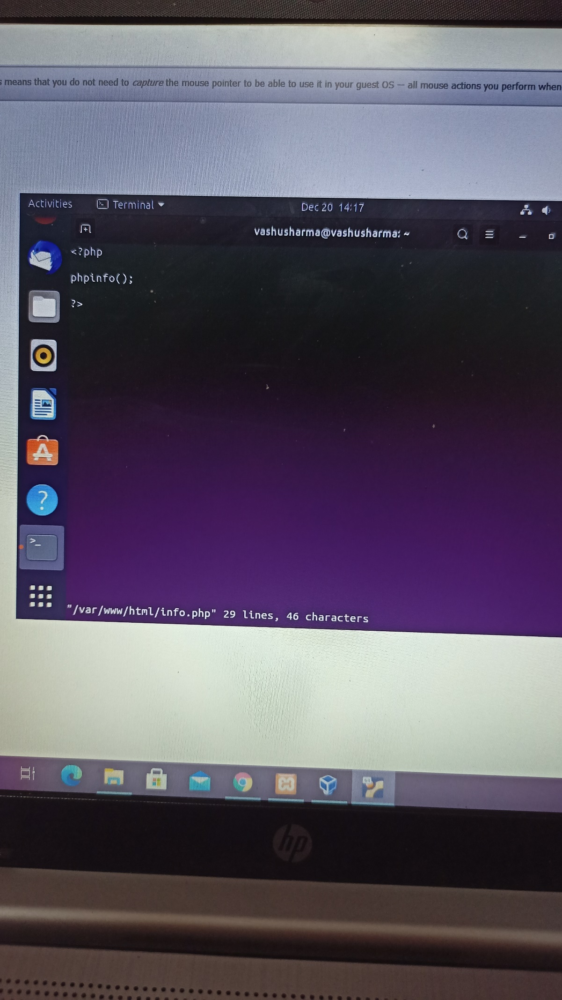 s means that you do not need to capture the mouse pointer to be able to use it in your guest OS — all mouse actions you perform when
Activities
Terminal
Dec 20 14:17
vashusharma@vashusharma: ~
<?php
phpinfo();
?>
"/var/www/html/info.php" 29 lines, 46 characters
hp